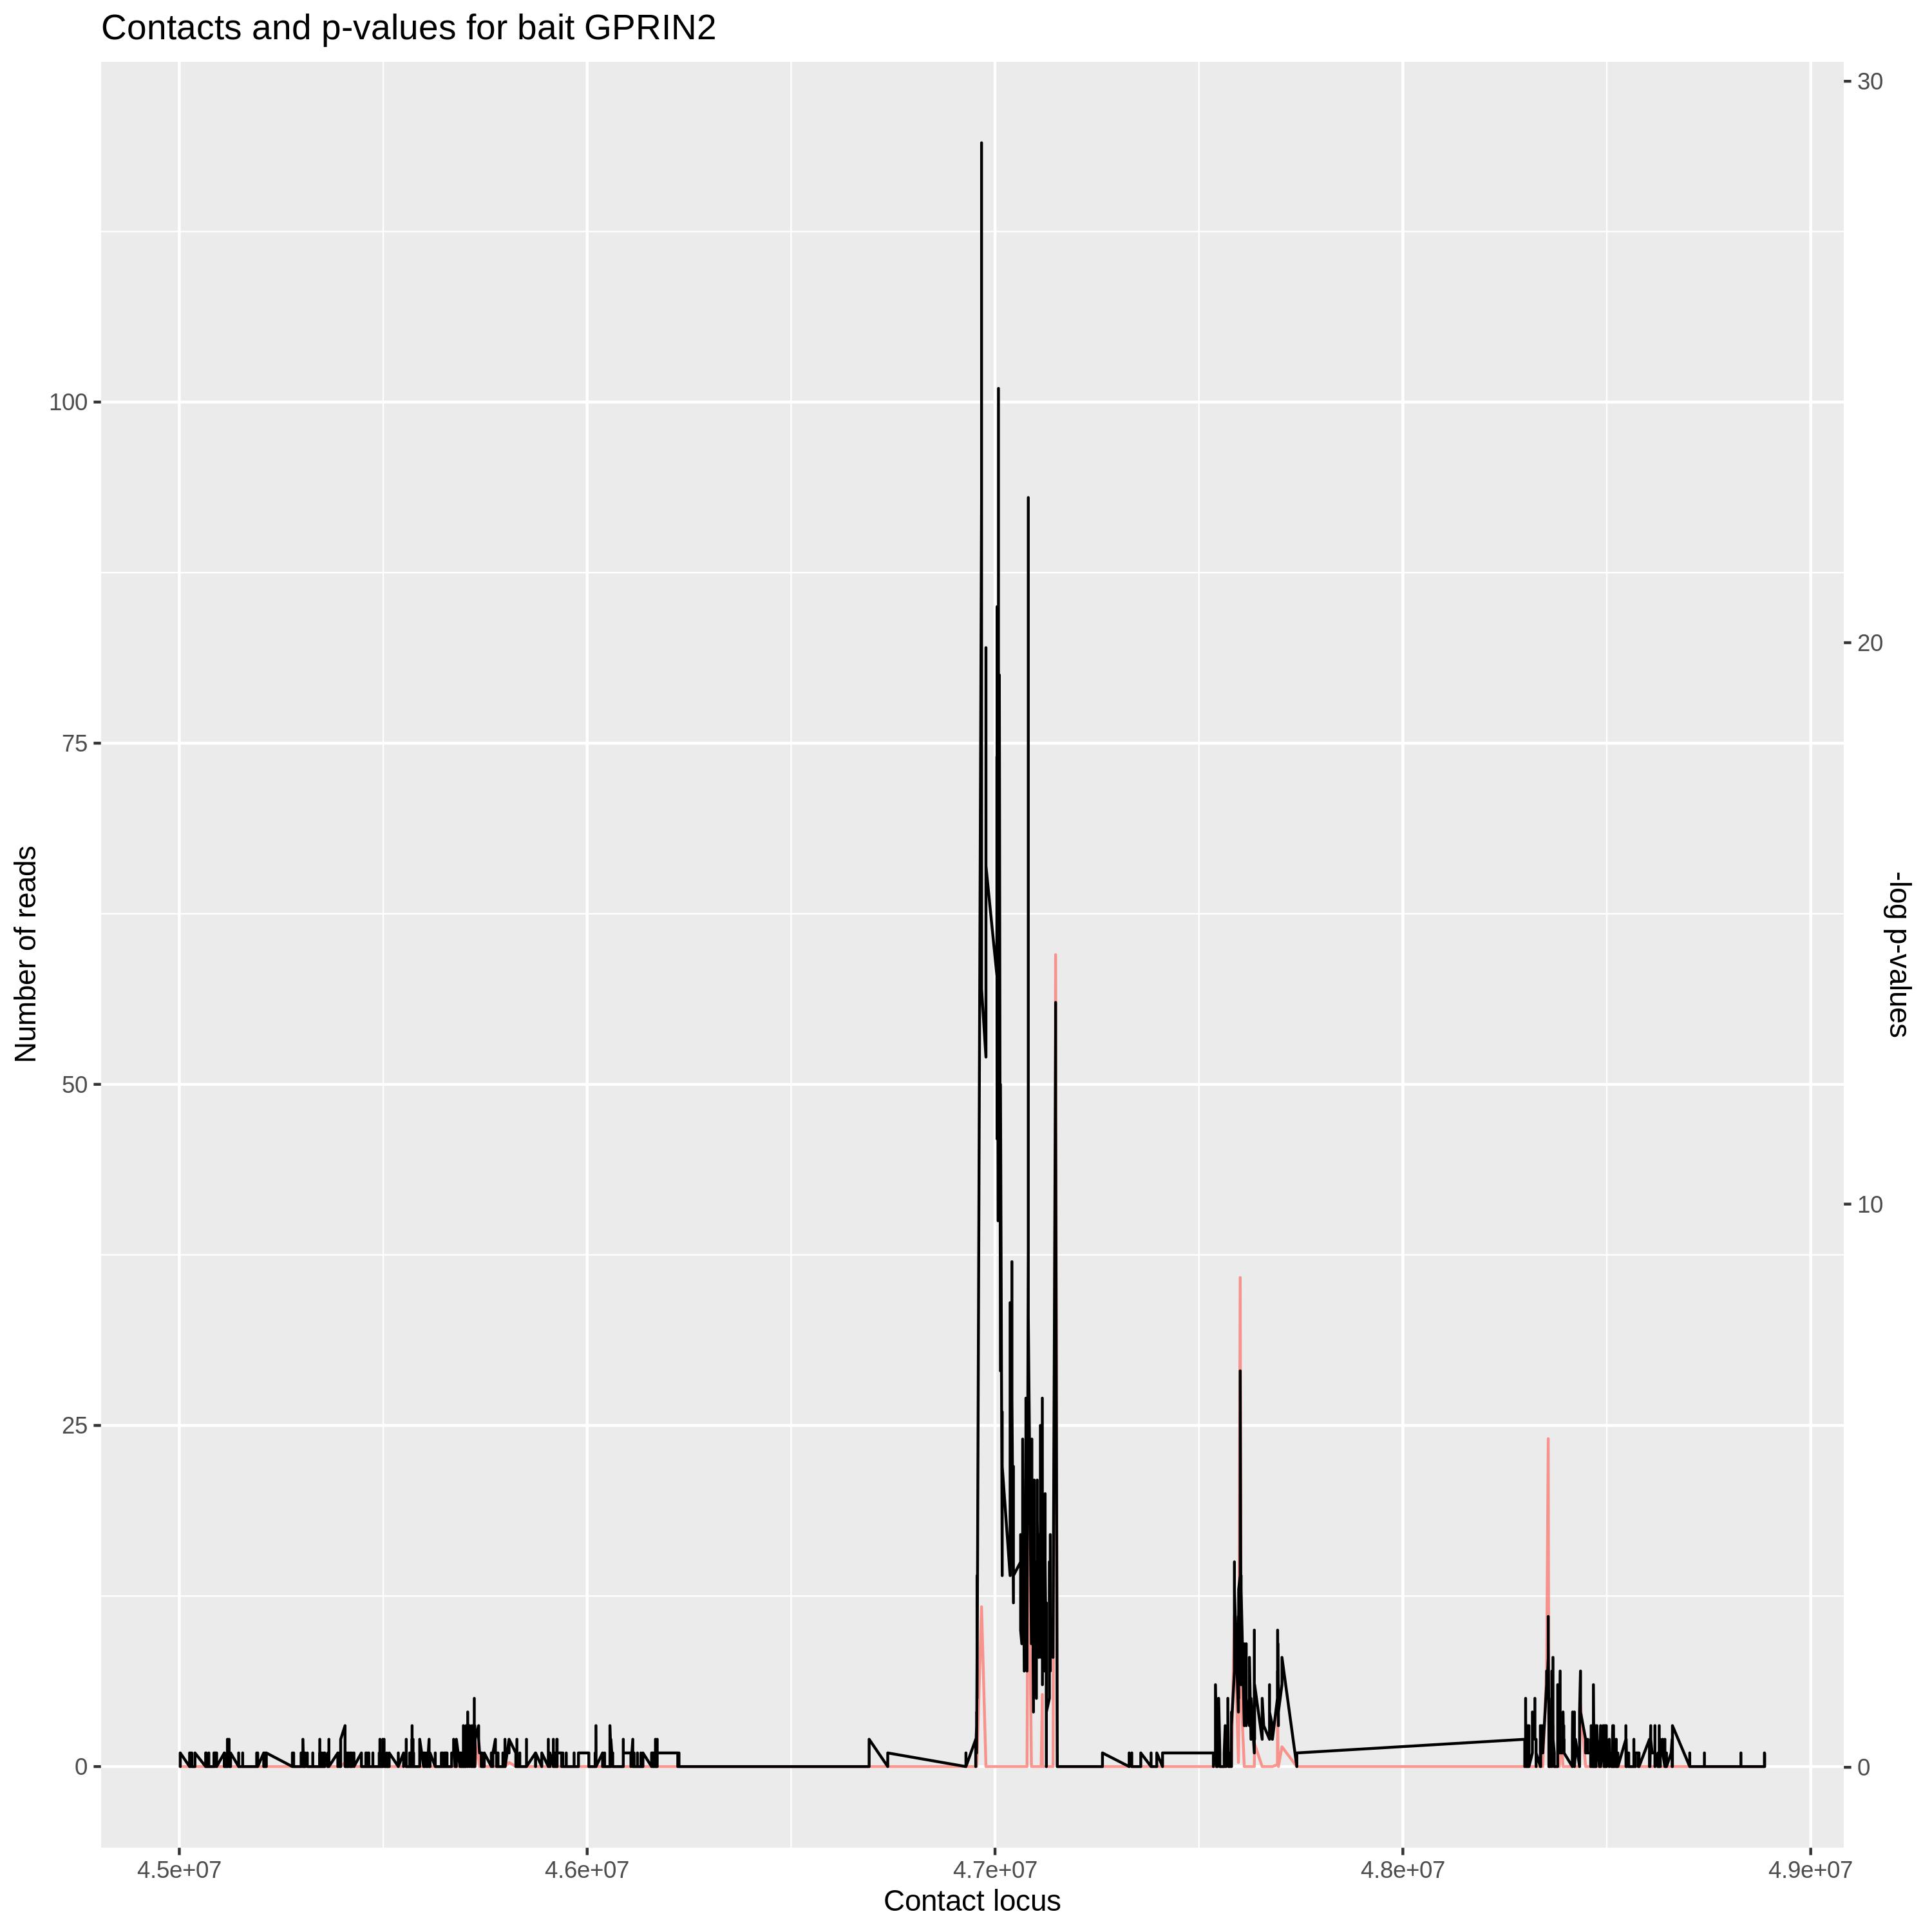 Contacts and p-values for bait GPRIN2
Number of reads
100
75
50
25
0
30
20
10
0
-log p-values
4.5e+07
4.6e+07
4.7e+07
4.8e+07
4.9e+07
Contact locus